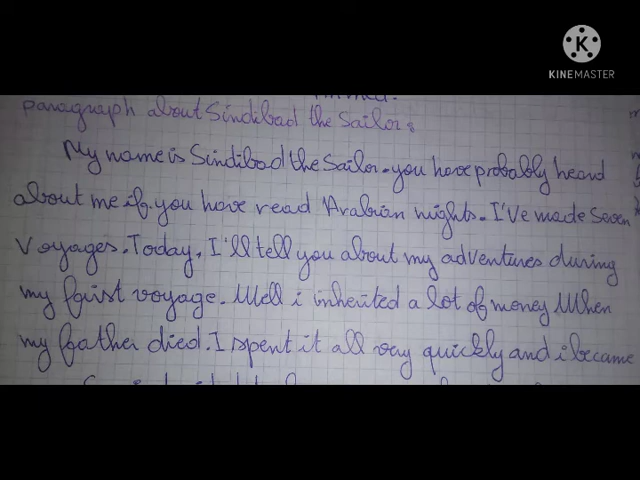 KINEMASTER
paragraph about Sindibad the Sailor:
My name is Sindibad the Sailor. you have probably heard
about me if you have read Arabian nights. I've made Seven
Voyages. Today, I'll tell you about my adventures during
my faist voyage. Well i inherited a lot of money When
my father died. I spent it all very quickly and i became